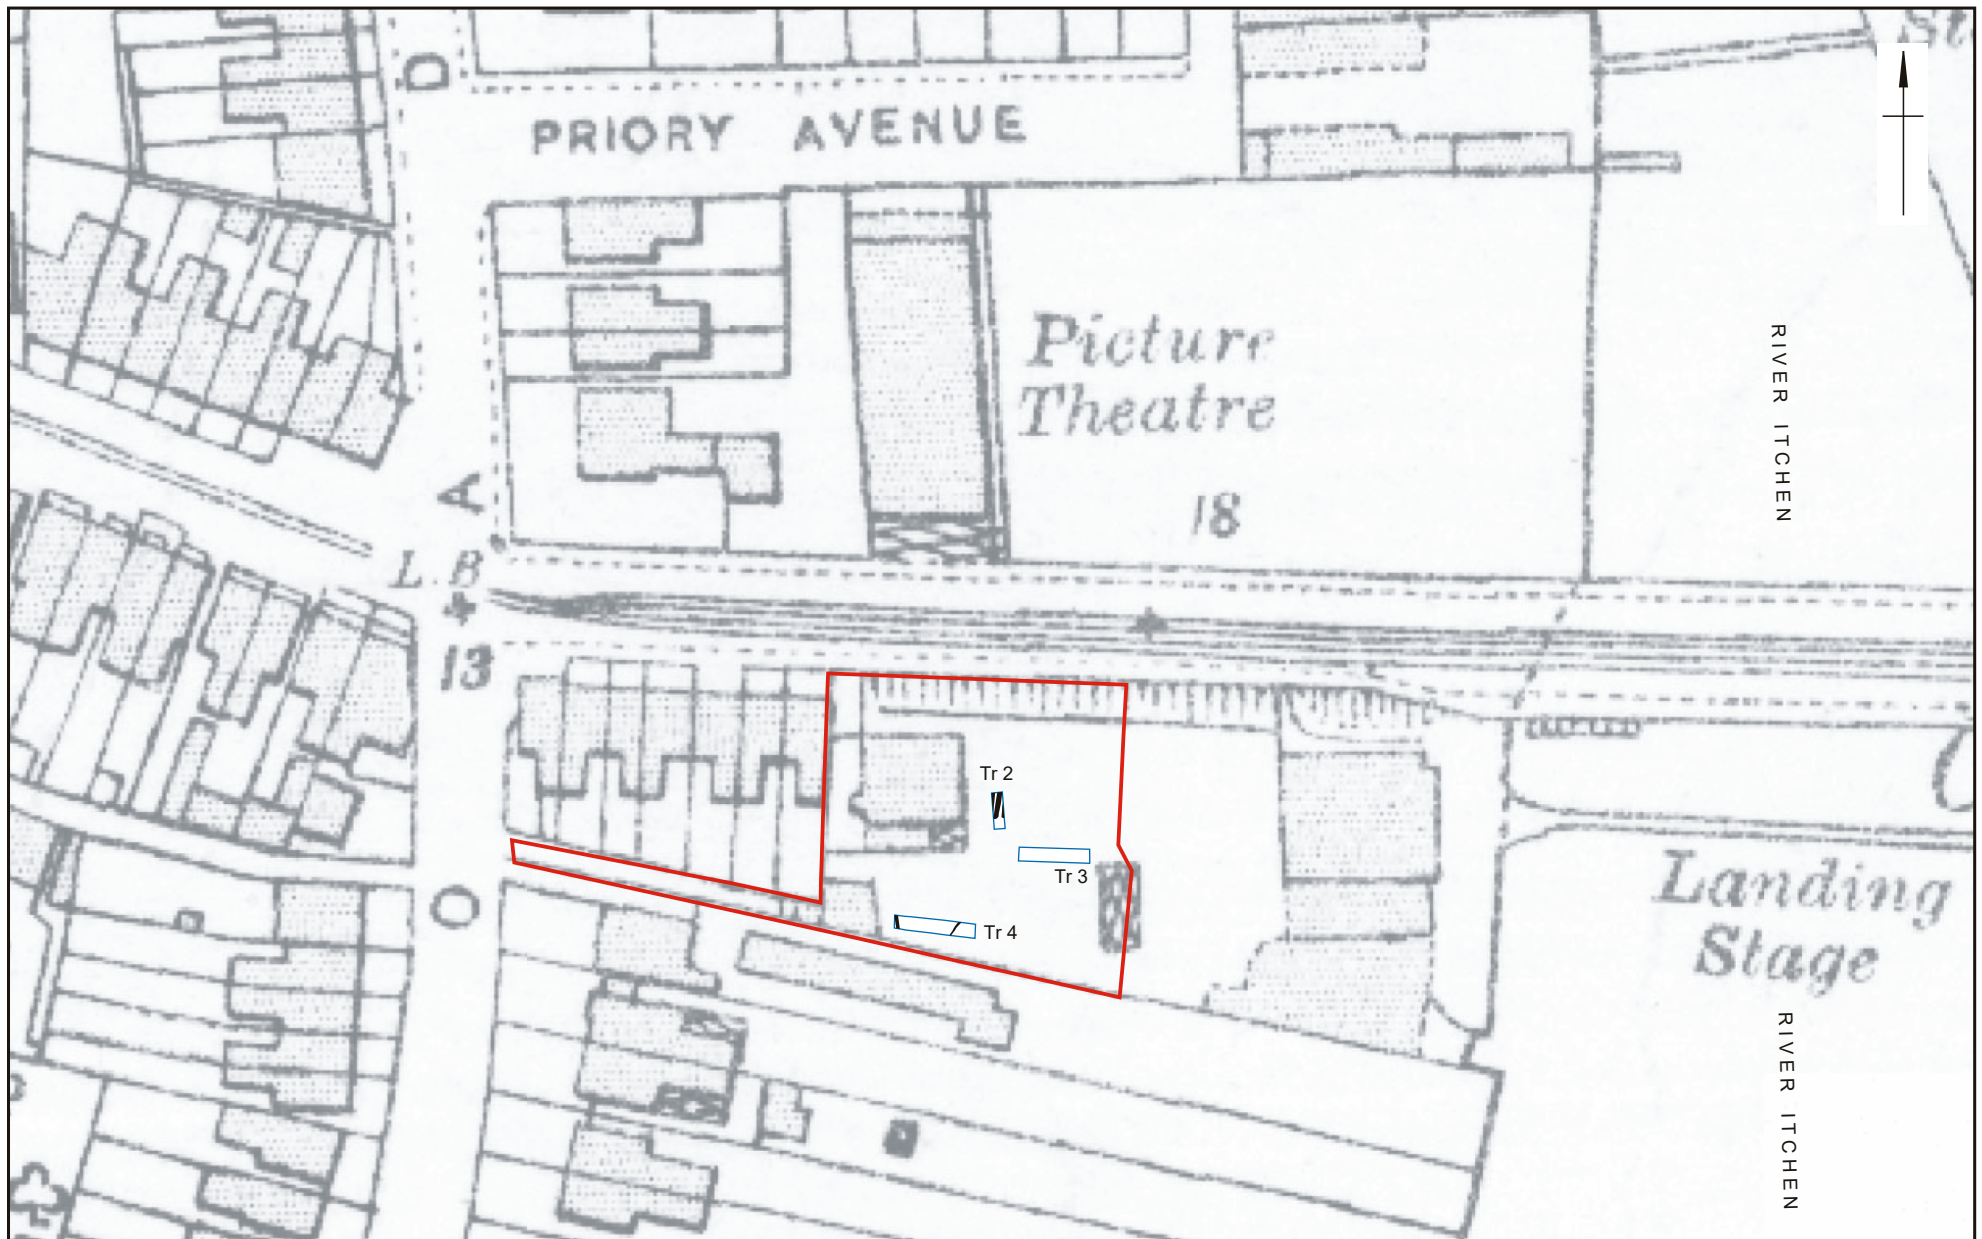 D
PRIORY AVENUE
Picture
Theatre
RIVER ITCHEN
A
18
L.B
13
Tr 2
Tr 3
Tr 4
O
Landing
Stage
RIVER ITCHEN